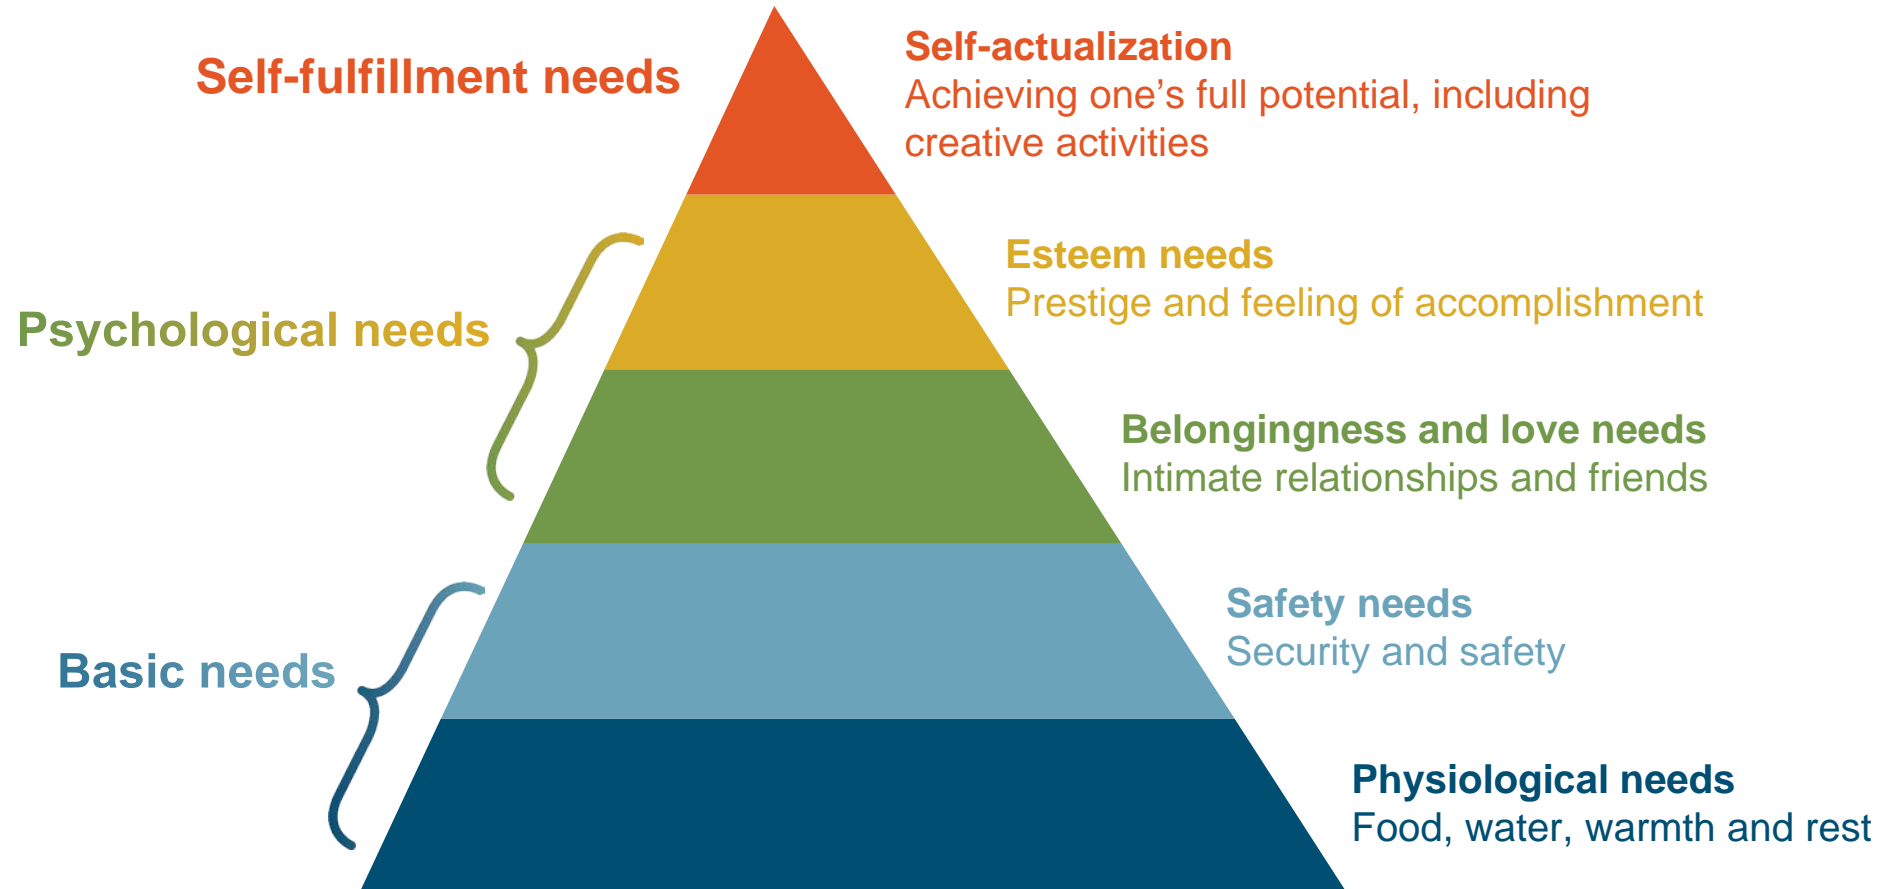 Self-fulfillment needs
Self-actualization
Achieving one’s full potential, including
creative activities
Psychological needs
Esteem needs
Prestige and feeling of accomplishment
Belongingness and love needs
Intimate relationships and friends
Basic needs
Safety needs
Security and safety
Physiological needs
Food, water, warmth and rest